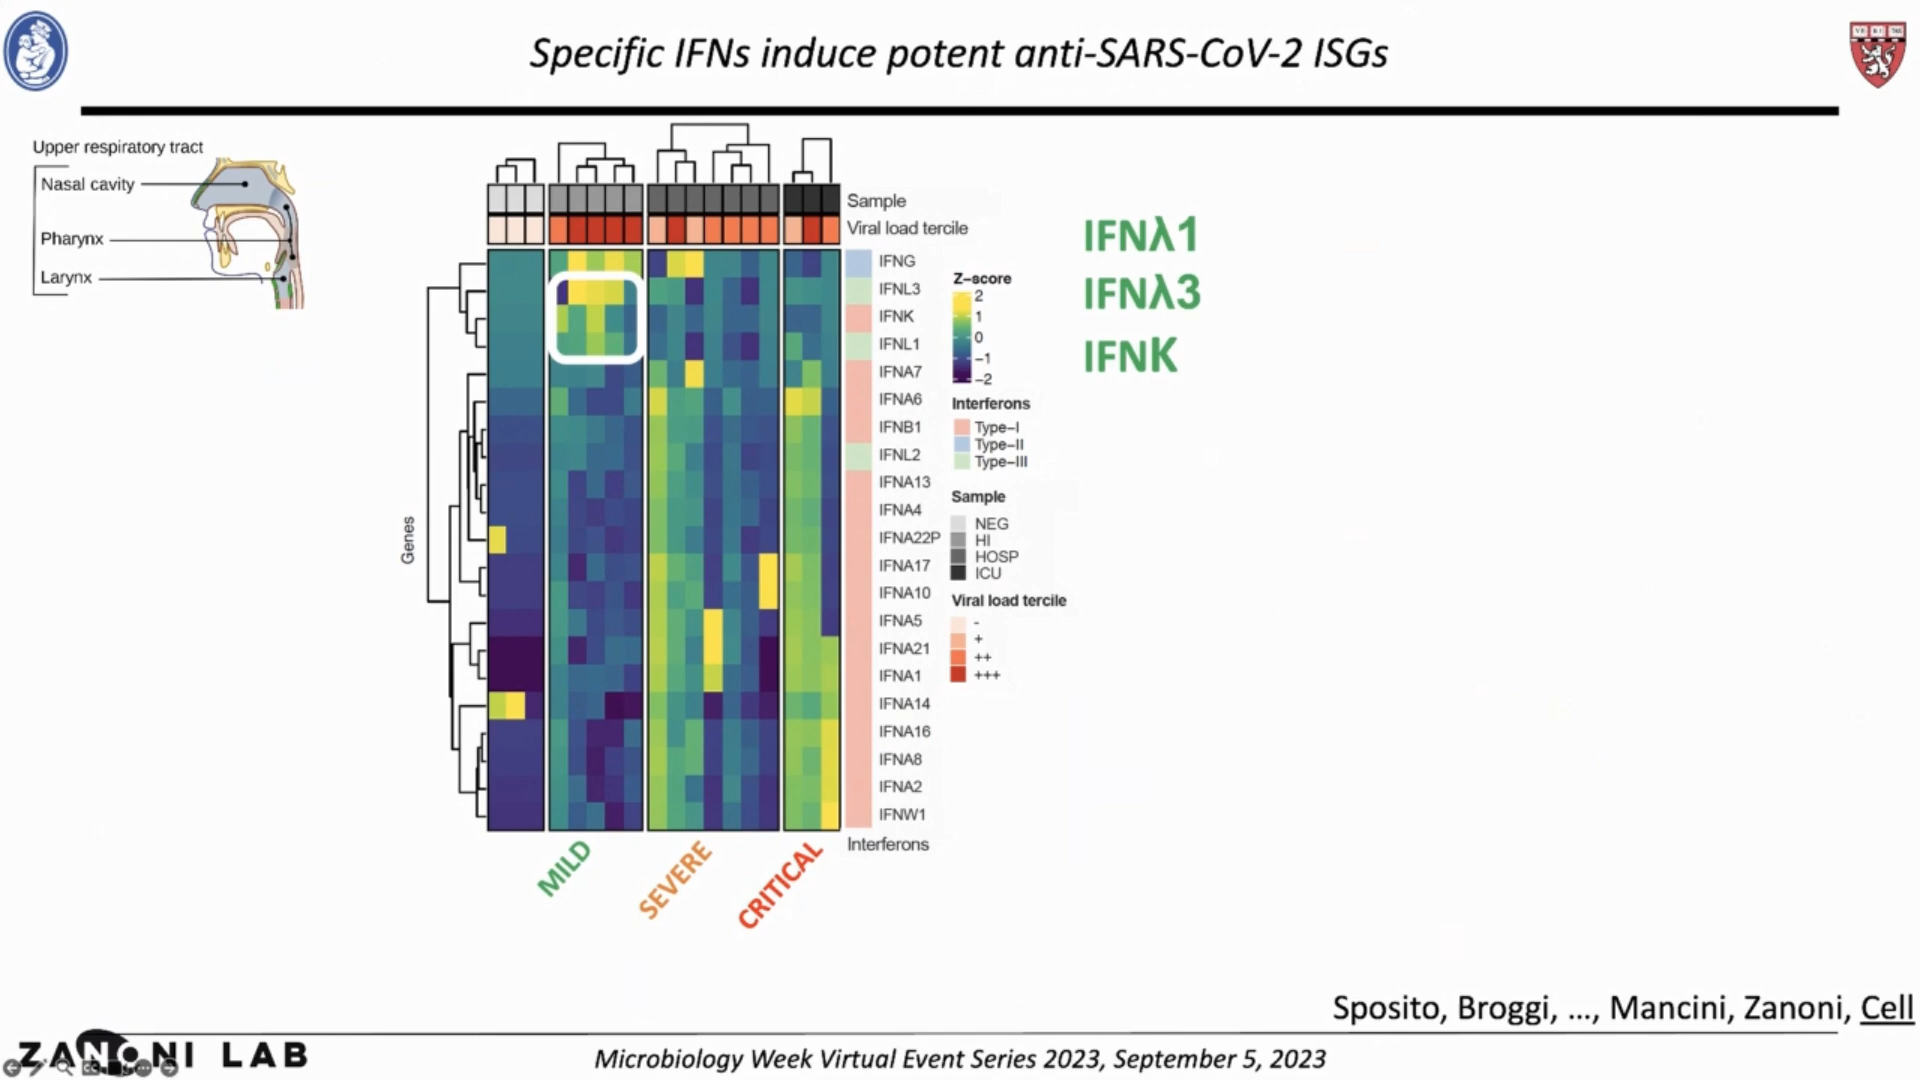 Specific IFNs induce potent anti-SARS-CoV-2 ISGs
Upper respiratory tract
Nasal cavity
Pharynx
Larynx
Sample
Viral load tercile
Genes
IFNG
IFNL3
IFNK
IFNL1
IFNA7
IFNA6
IFNB1
IFNL2
IFNA13
IFNA4
IFNA22P
IFNA17
IFNA10
IFNA5
IFNA21
IFNA1
IFNA14
IFNA16
IFNA8
IFNA2
IFNW1
Interferons
MILD
SEVERE
CRITICAL
Z-score
2
1
0
-1
-2
Interferons
Type-I
Type-II
Type-III
Sample
NEG
HI
HOSP
ICU
Viral load tercile
-
+
++
+++
IFNλ1
IFNλ3
IFNK
Sposito, Broggi, ..., Mancini, Zanoni, Cell
ZANONI LAB
Microbiology Week Virtual Event Series 2023, September 5, 2023